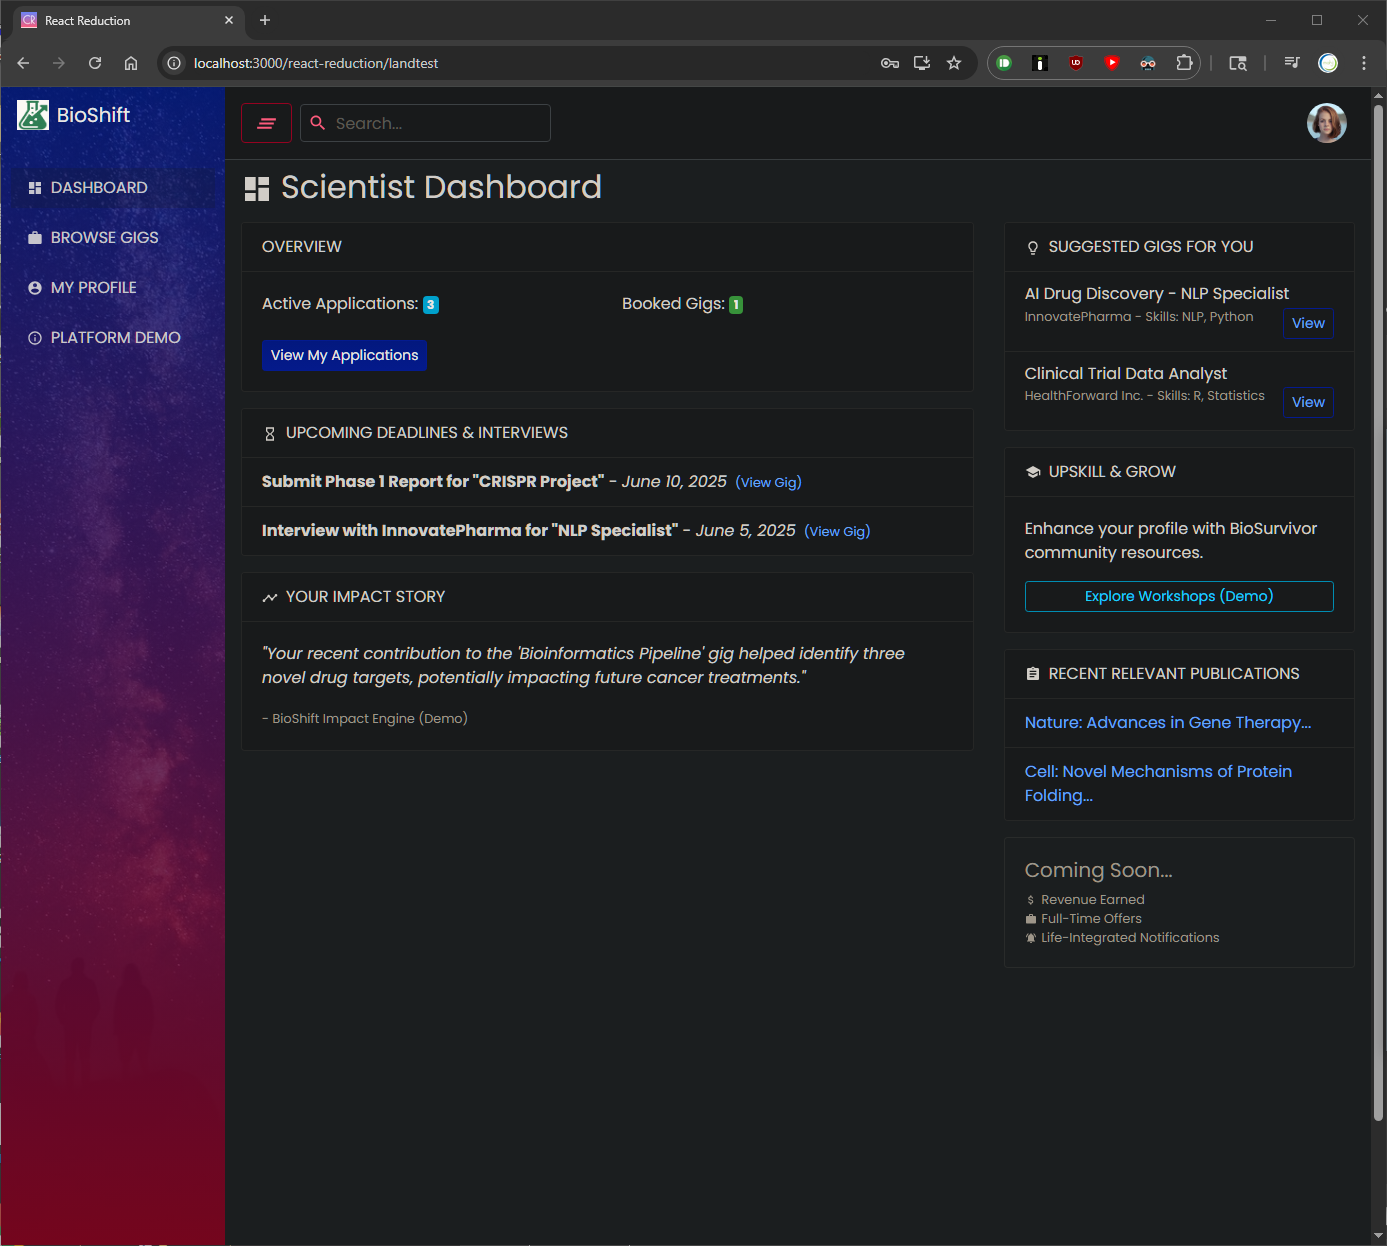 React Reduction
localhost:3000/react-reduction/landtest
BioShift
Search...
DASHBOARD
BROWSE GIGS
MY PROFILE
PLATFORM DEMO
Scientist Dashboard
OVERVIEW
Active Applications: 3
Booked Gigs: 1
View My Applications
UPCOMING DEADLINES & INTERVIEWS
Submit Phase 1 Report for "CRISPR Project" - June 10, 2025 (View Gig)
Interview with InnovatePharma for "NLP Specialist" - June 5, 2025 (View Gig)
YOUR IMPACT STORY
"Your recent contribution to the 'Bioinformatics Pipeline' gig helped identify three
novel drug targets, potentially impacting future cancer treatments."
- BioShift Impact Engine (Demo)
SUGGESTED GIGS FOR YOU
AI Drug Discovery - NLP Specialist
InnovatePharma - Skills: NLP, Python
View
Clinical Trial Data Analyst
HealthForward Inc. - Skills: R, Statistics
View
UPSKILL & GROW
Enhance your profile with BioSurvivor
community resources.
Explore Workshops (Demo)
RECENT RELEVANT PUBLICATIONS
Nature: Advances in Gene Therapy...
Cell: Novel Mechanisms of Protein
Folding...
Coming Soon...
$ Revenue Earned
Full-Time Offers
Life-Integrated Notifications